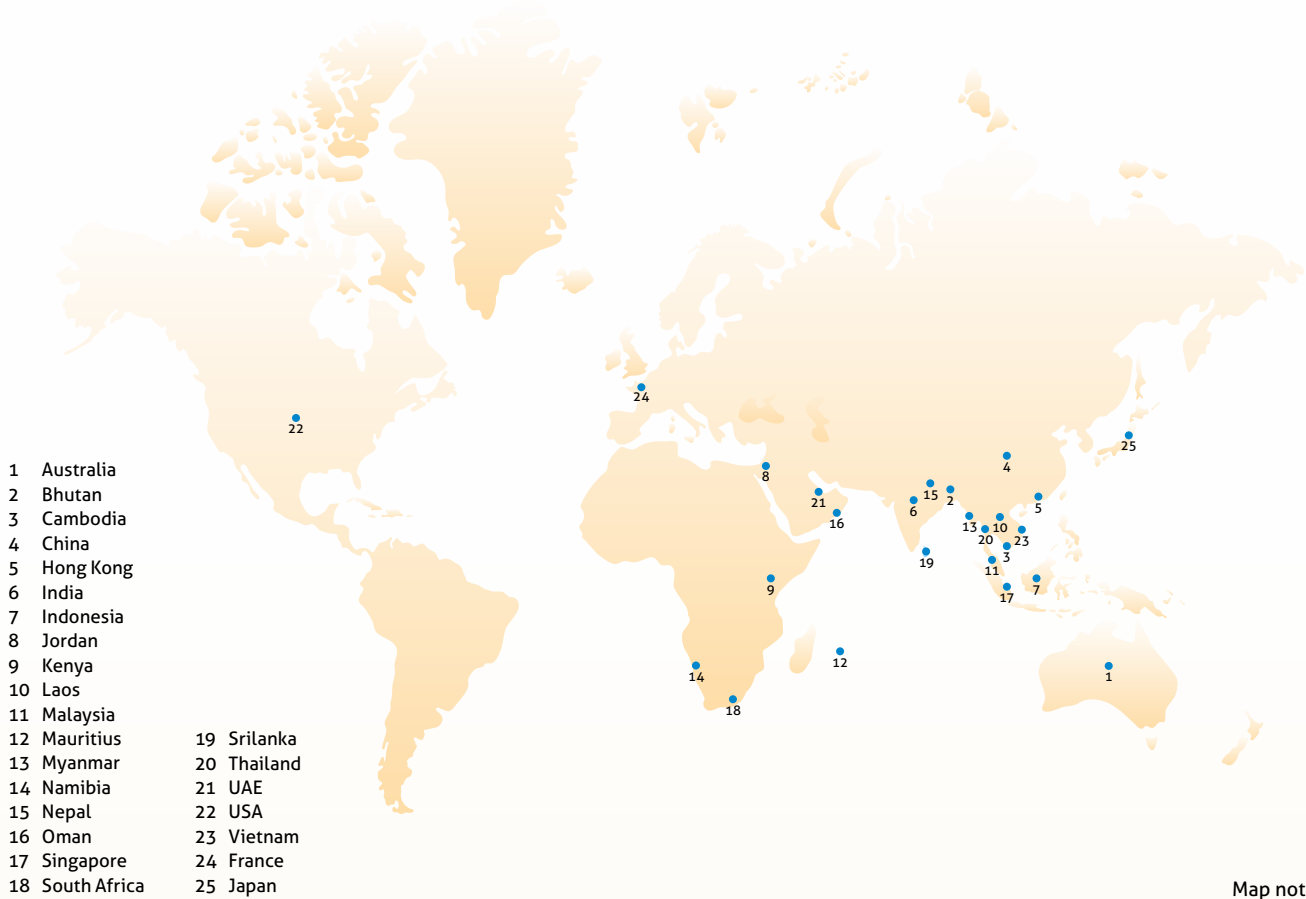 24
22
25
4
8
15
2
21
6
5
16
13
10
20
23
3
19
11
9
7
17
12
14
1
18
1 Australia
2 Bhutan
3 Cambodia
4 China
5 Hong Kong
6 India
7 Indonesia
8 Jordan
9 Kenya
10 Laos
11 Malaysia
12 Mauritius
13 Myanmar
14 Namibia
15 Nepal
16 Oman
17 Singapore
18 South Africa
19 Srilanka
20 Thailand
21 UAE
22 USA
23 Vietnam
24 France
25 Japan
Map not